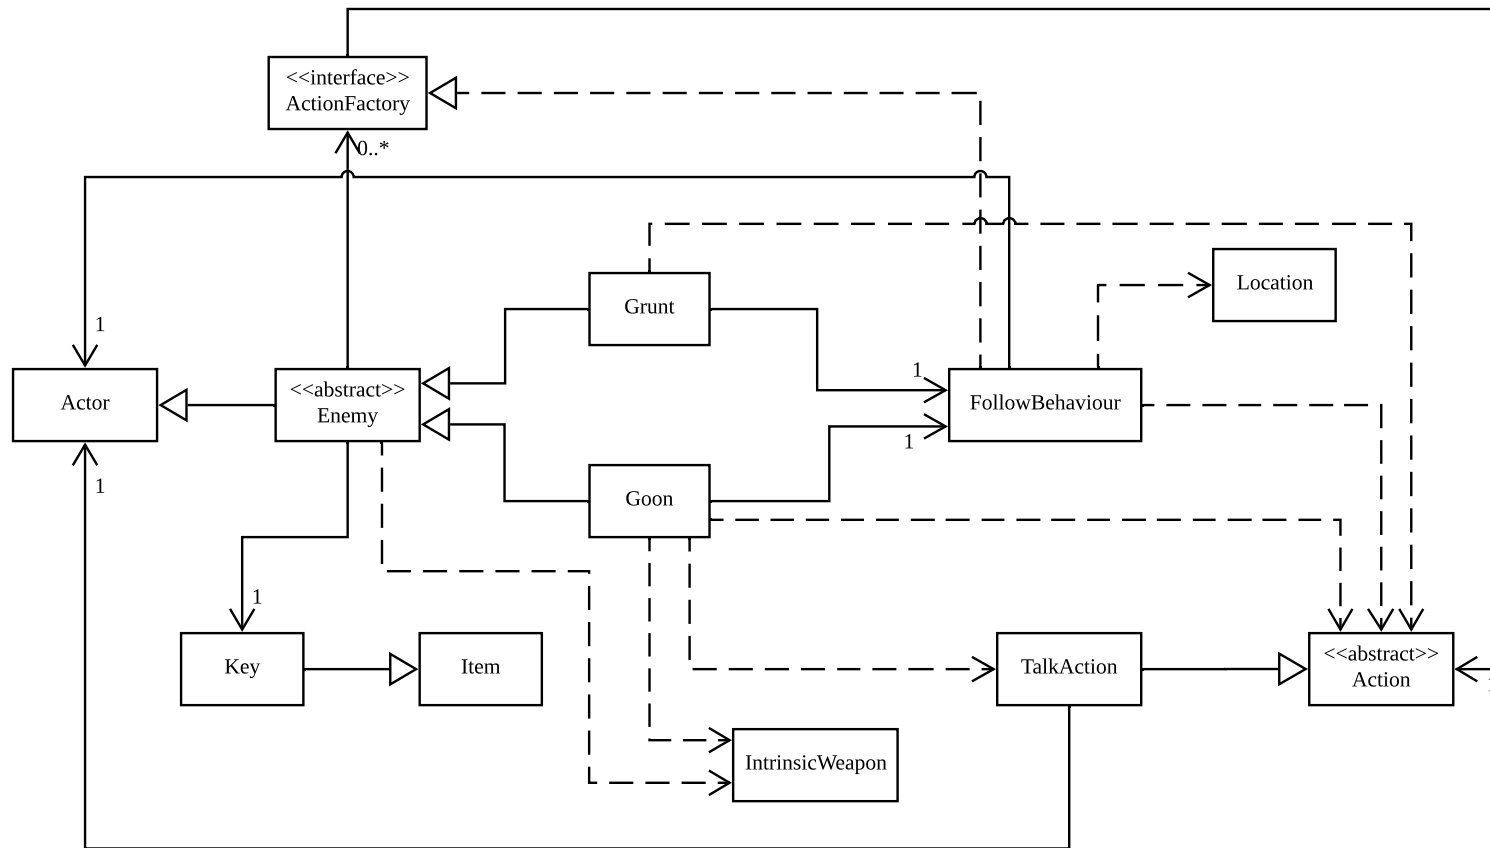 <<interface>>
ActionFactory
0..*
Grunt
Location
1
1
Actor
<<abstract>>
Enemy
FollowBehaviour
1
1
Goon
1
Key
Item
TalkAction
<<abstract>>
Action
IntrinsicWeapon